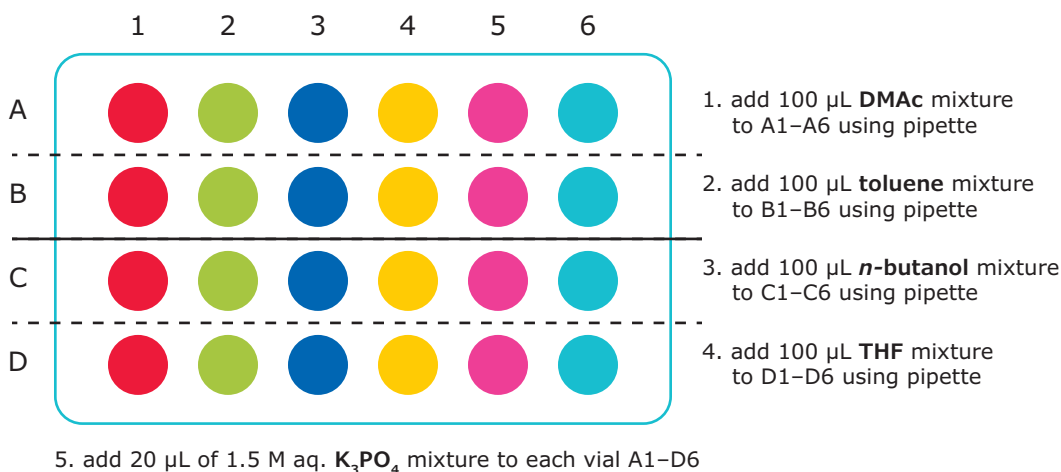 1 2 3 4 5 6
A
1. add 100 µL DMAc mixture
to A1–A6 using pipette
B
2. add 100 µL toluene mixture
to B1–B6 using pipette
C
3. add 100 µL n-butanol mixture
to C1–C6 using pipette
D
4. add 100 µL THF mixture
to D1–D6 using pipette
5. add 20 µL of 1.5 M aq. K₃PO₄ mixture to each vial A1–D6